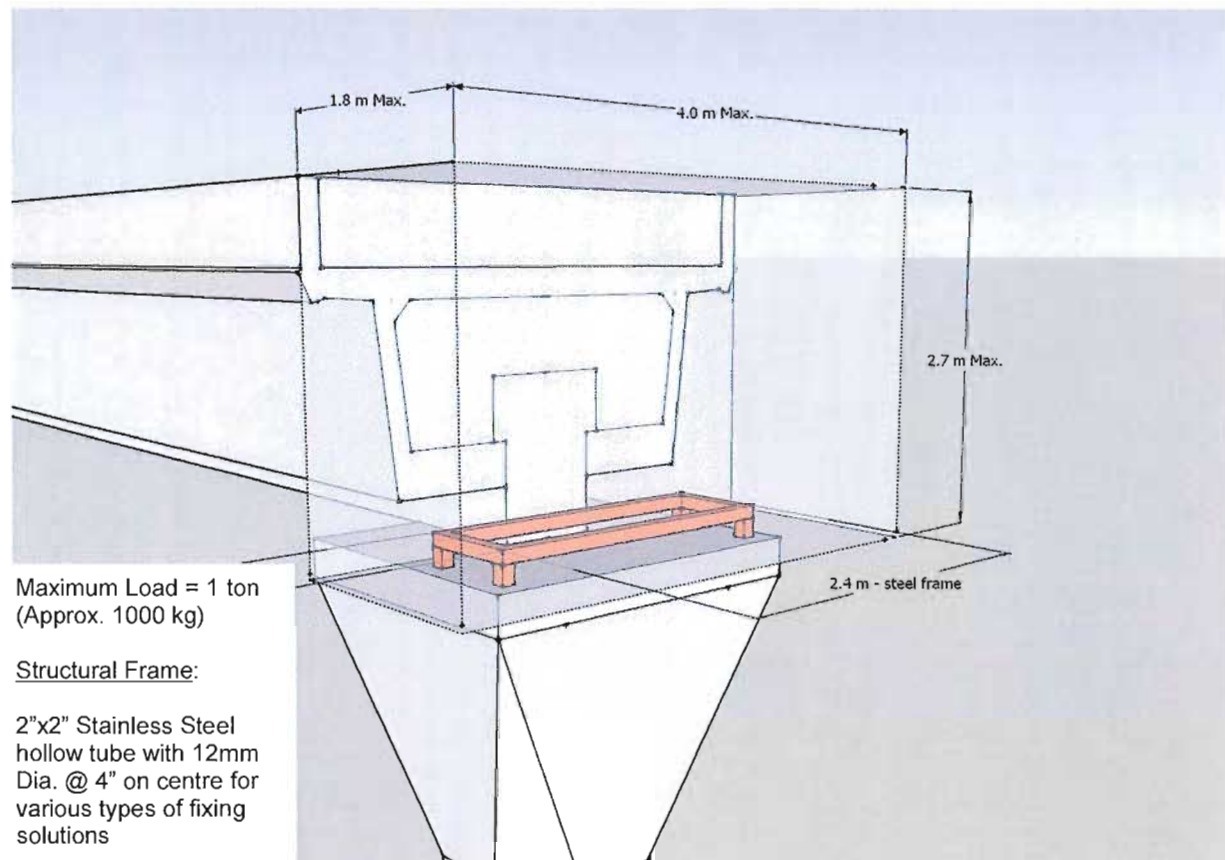 1.8 m Max.
4.0 m Max.
2.7 m Max.
2.4 m - steel frame
Maximum Load = 1 ton
(Approx. 1000 kg)
Structural Frame:
2”x2” Stainless Steel
hollow tube with 12mm
Dia. @ 4” on centre for
various types of fixing
solutions